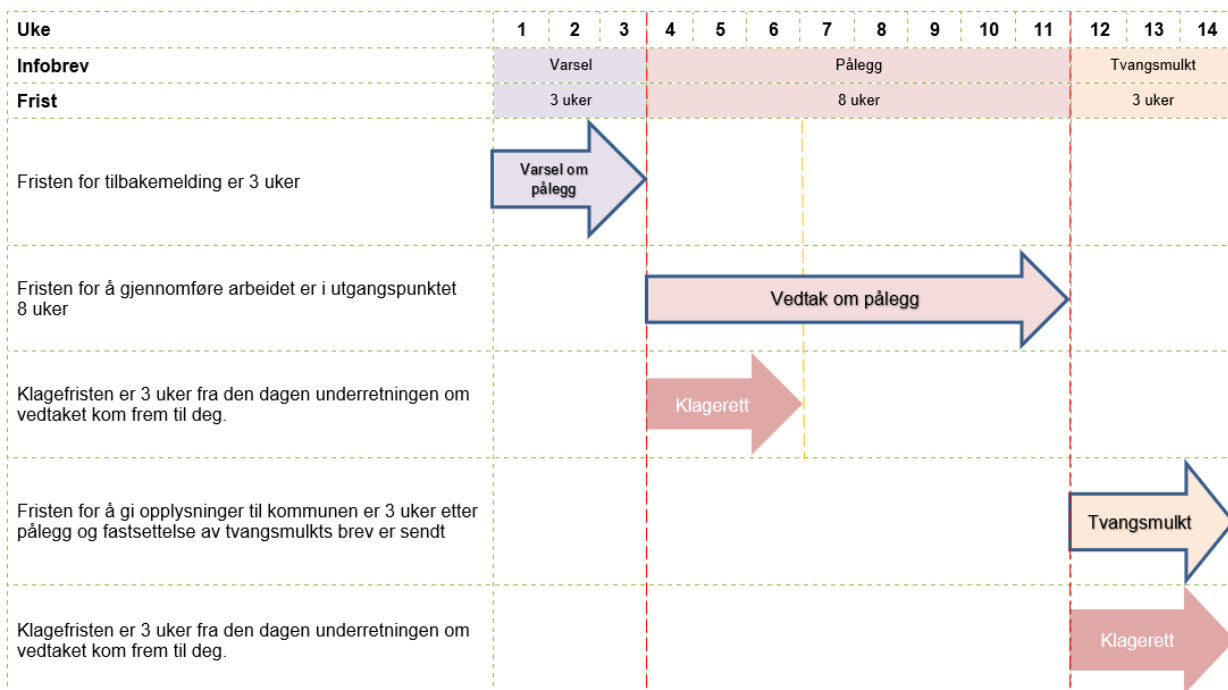 Uke 1 2 3 4 5 6 7 8 9 10 11 12 13 14
Infobrev Varsel Pålegg Tvangsmulkt
Frist 3 uker 8 uker 3 uker
Fristen for tilbakemelding er 3 uker
Varsel om
pålegg
Fristen for å gjennomføre arbeidet er i utgangspunktet
8 uker
Vedtak om pålegg
Klagefristen er 3 uker fra den dagen underretningen om
vedtaket kom frem til deg.
Klagerett
Fristen for å gi opplysninger til kommunen er 3 uker etter
pålegg og fastsettelse av tvangsmulkts brev er sendt
Tvangsmulkt
Klagefristen er 3 uker fra den dagen underretningen om
vedtaket kom frem til deg.
Klagerett